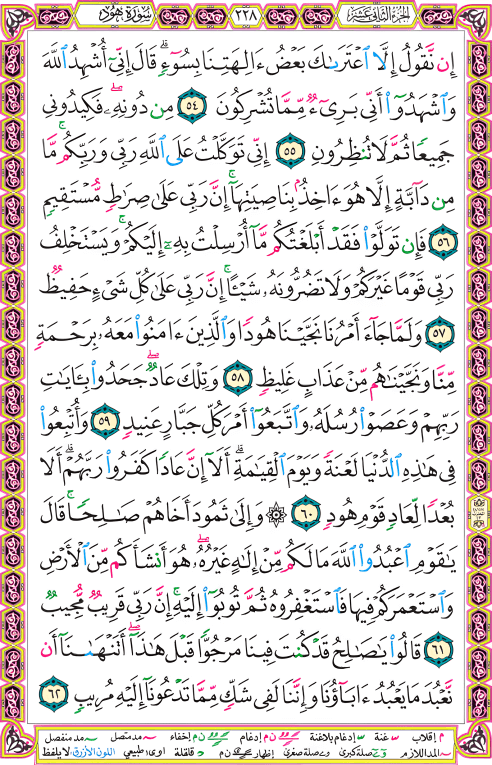 الجزء الثاني عشر ٢٢٨ سورة هود
إِن نَّقُولُ إِلَّا ٱعْتَرَىٰكَ بَعْضُ ءَالِهَتِنَا بِسُوٓءٍۗ قَالَ إِنِّىٓ أُشْهِدُ ٱللَّهَ
وَٱشْهَدُوٓا۟ أَنِّى بَرِىٓءٌ مِّمَّا تُشْرِكُونَ ٥٤ مِن دُونِهِۦۖ فَكِيدُونِى
جَمِيعًا ثُمَّ لَا تُنظِرُونِ ٥٥ إِنِّى تَوَكَّلْتُ عَلَى ٱللَّهِ رَبِّى وَرَبِّكُمۚ مَّا
مِن دَآبَّةٍ إِلَّا هُوَ ءَاخِذٌۢ بِنَاصِيَتِهَآۚ إِنَّ رَبِّى عَلَىٰ صِرَٰطٍ مُّسْتَقِيمٍ
٥٦ فَإِن تَوَلَّوْا۟ فَقَدْ أَبْلَغْتُكُم مَّآ أُرْسِلْتُ بِهِۦٓ إِلَيْكُمْۚ وَيَسْتَخْلِفُ
رَبِّى قَوْمًا غَيْرَكُمْ وَلَا تَضُرُّونَهُۥ شَيْـًٔاۚ إِنَّ رَبِّى عَلَىٰ كُلِّ شَىْءٍ حَفِيظٌ
٥٧ وَلَمَّا جَآءَ أَمْرُنَا نَجَّيْنَا هُودًا وَٱلَّذِينَ ءَامَنُوا۟ مَعَهُۥ بِرَحْمَةٍ
مِّنَّا وَنَجَّيْنَٰهُم مِّنْ عَذَابٍ غَلِيظٍ ٥٨ وَتِلْكَ عَادٌۖ جَحَدُوا۟ بِـَٔايَٰتِ
رَبِّهِمْ وَعَصَوْا۟ رُسُلَهُۥ وَٱتَّبَعُوٓا۟ أَمْرَ كُلِّ جَبَّارٍ عَنِيدٍ ٥٩ وَأُتْبِعُوا۟
فِى هَٰذِهِ ٱلدُّنْيَا لَعْنَةً وَيَوْمَ ٱلْقِيَٰمَةِۗ أَلَآ إِنَّ عَادًا كَفَرُوا۟ رَبَّهُمْۗ أَلَا
بُعْدًا لِّعَادٍ قَوْمِ هُودٍ ٦٠ ۞ وَإِلَىٰ ثَمُودَ أَخَاهُمْ صَٰلِحًاۚ قَالَ
يَٰقَوْمِ ٱعْبُدُوا۟ ٱللَّهَ مَا لَكُم مِّنْ إِلَٰهٍ غَيْرُهُۥۖ هُوَ أَنشَأَكُم مِّنَ ٱلْأَرْضِ
وَٱسْتَعْمَرَكُمْ فِيهَا فَٱسْتَغْفِرُوهُ ثُمَّ تُوبُوٓا۟ إِلَيْهِۚ إِنَّ رَبِّى قَرِيبٌ مُّجِيبٌ
٦١ قَالُوا۟ يَٰصَٰلِحُ قَدْ كُنتَ فِينَا مَرْجُوًّا قَبْلَ هَٰذَآۖ أَتَنْهَىٰنَآ أَن
نَّعْبُدَ مَا يَعْبُدُ ءَابَآؤُنَا وَإِنَّنَا لَفِى شَكٍّ مِّمَّا تَدْعُونَآ إِلَيْهِ مُرِيبٍ ٦٢
م إقلاب س غنة س إدغام بلا غنة ن م إدغام ن م إخفاء مد متصل مد منفصل
المد اللازم صلة كبرى وصلة صغرى إظهار ن م قلقلة أوى طبيعي اللون الأزرق لا يلفظ